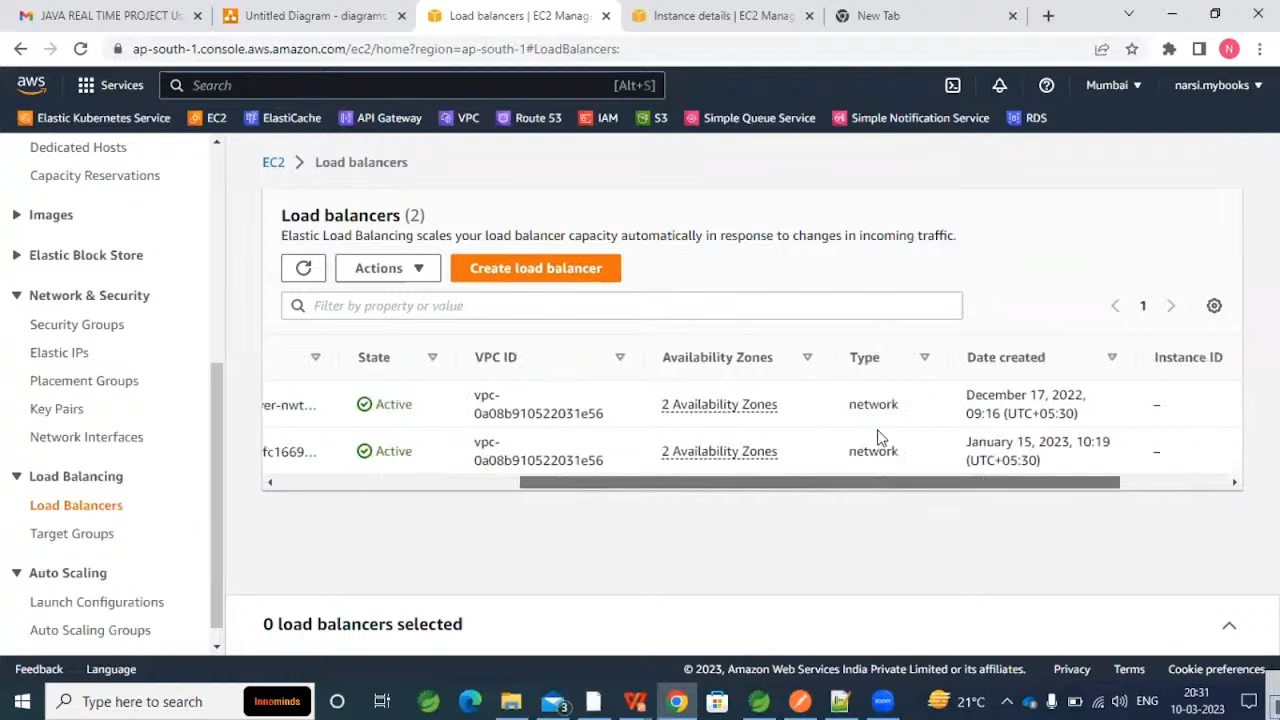 JAVA REAL TIME PROJECT Us
Untitled Diagram - diagrams
Load balancers | EC2 Manag
Instance details | EC2 Manag
New Tab
ap-south-1.console.aws.amazon.com/ec2/home?region=ap-south-1#LoadBalancers:
N
aws
Services
Search
[Alt+S]
Mumbai
narsi.mybooks
Elastic Kubernetes Service
EC2
ElastiCache
API Gateway
VPC
Route 53
IAM
S3
Simple Queue Service
Simple Notification Service
RDS
Dedicated Hosts
Capacity Reservations
Images
Elastic Block Store
Network & Security
Security Groups
Elastic IPs
Placement Groups
Key Pairs
Network Interfaces
Load Balancing
Load Balancers
Target Groups
Auto Scaling
Launch Configurations
Auto Scaling Groups
EC2 > Load balancers
Load balancers (2)
Elastic Load Balancing scales your load balancer capacity automatically in response to changes in incoming traffic.
Actions
Create load balancer
Filter by property or value
1
State
VPC ID
Availability Zones
Type
Date created
Instance ID
er-nwt...
Active
vpc-
0a08b910522031e56
2 Availability Zones
network
December 17, 2022,
09:16 (UTC+05:30)
–
fc1669...
Active
vpc-
0a08b910522031e56
2 Availability Zones
network
January 15, 2023, 10:19
(UTC+05:30)
–
0 load balancers selected
Feedback
Language
© 2023, Amazon Web Services India Private Limited or its affiliates.
Privacy
Terms
Cookie preferences
Type here to search
Innominds
3
zoom
21°C
ENG
20:31
10-03-2023